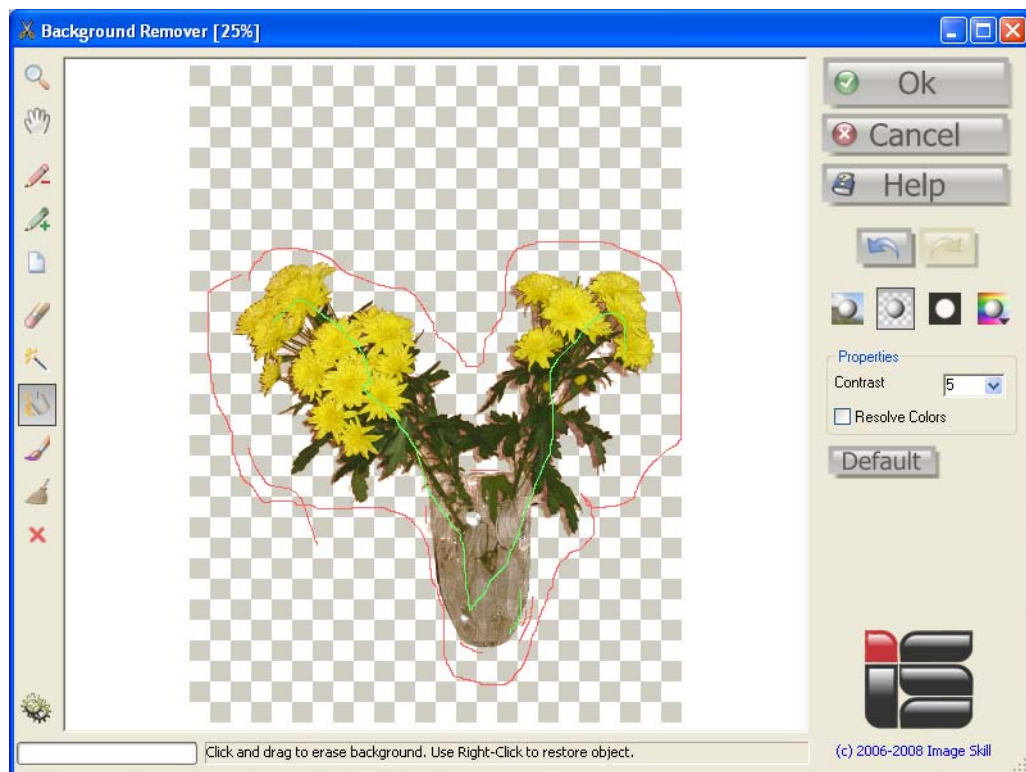 Background Remover [25%]
Ok
Cancel
Help
Properties
Contrast 5
Resolve Colors
Default
Click and drag to erase background. Use Right-Click to restore object.
(c) 2006-2008 Image Skill